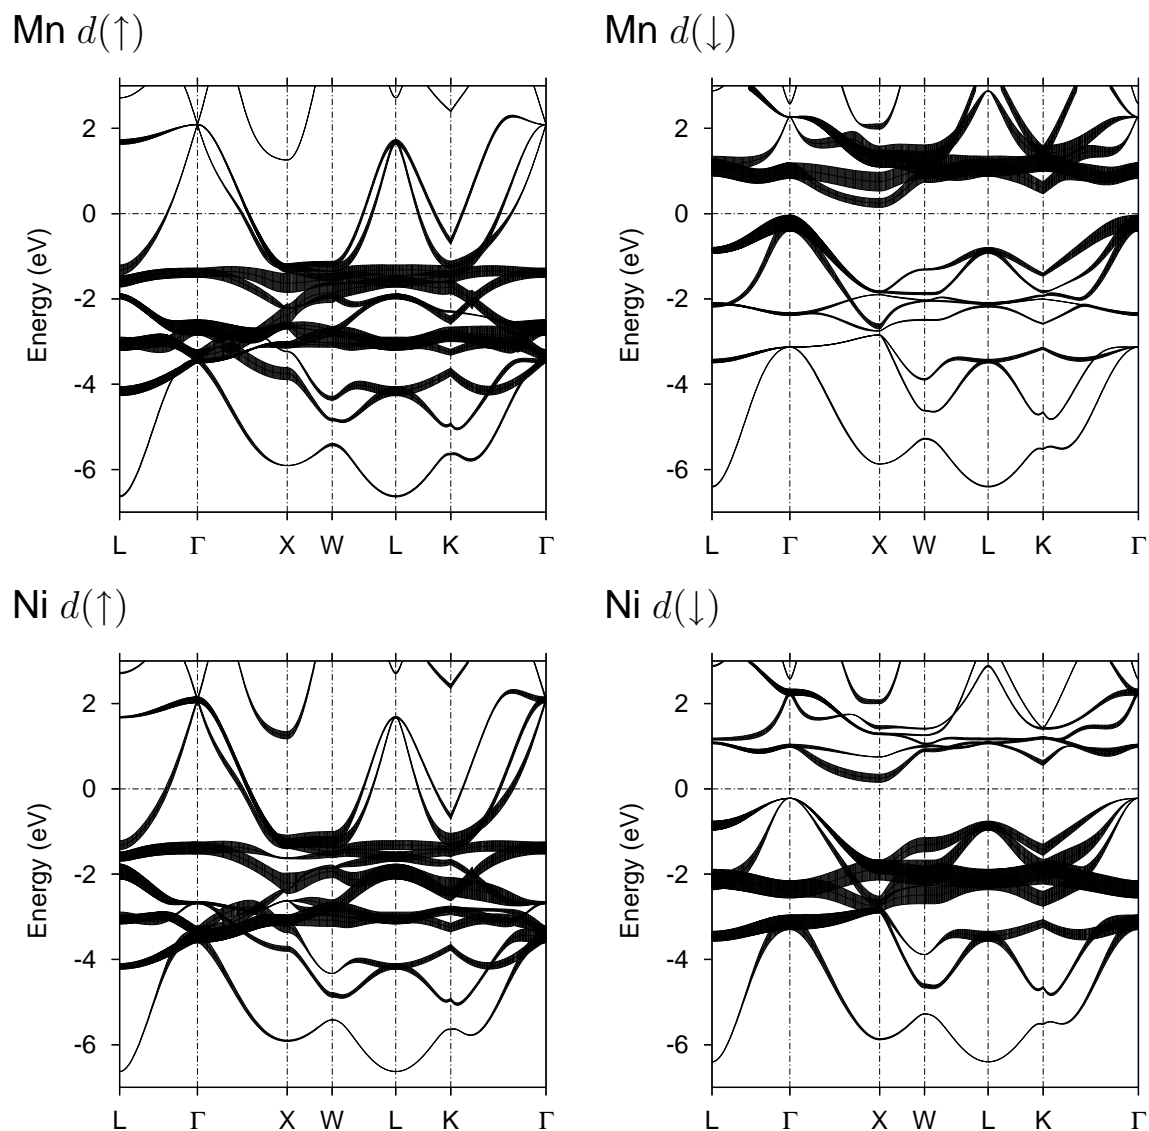 Mn d(↑)
Mn d(↓)
Energy (eV)
2
0
-2
-4
-6
L Γ X W L K Γ
Energy (eV)
2
0
-2
-4
-6
L Γ X W L K Γ
Ni d(↑)
Ni d(↓)
Energy (eV)
2
0
-2
-4
-6
L Γ X W L K Γ
Energy (eV)
2
0
-2
-4
-6
L Γ X W L K Γ